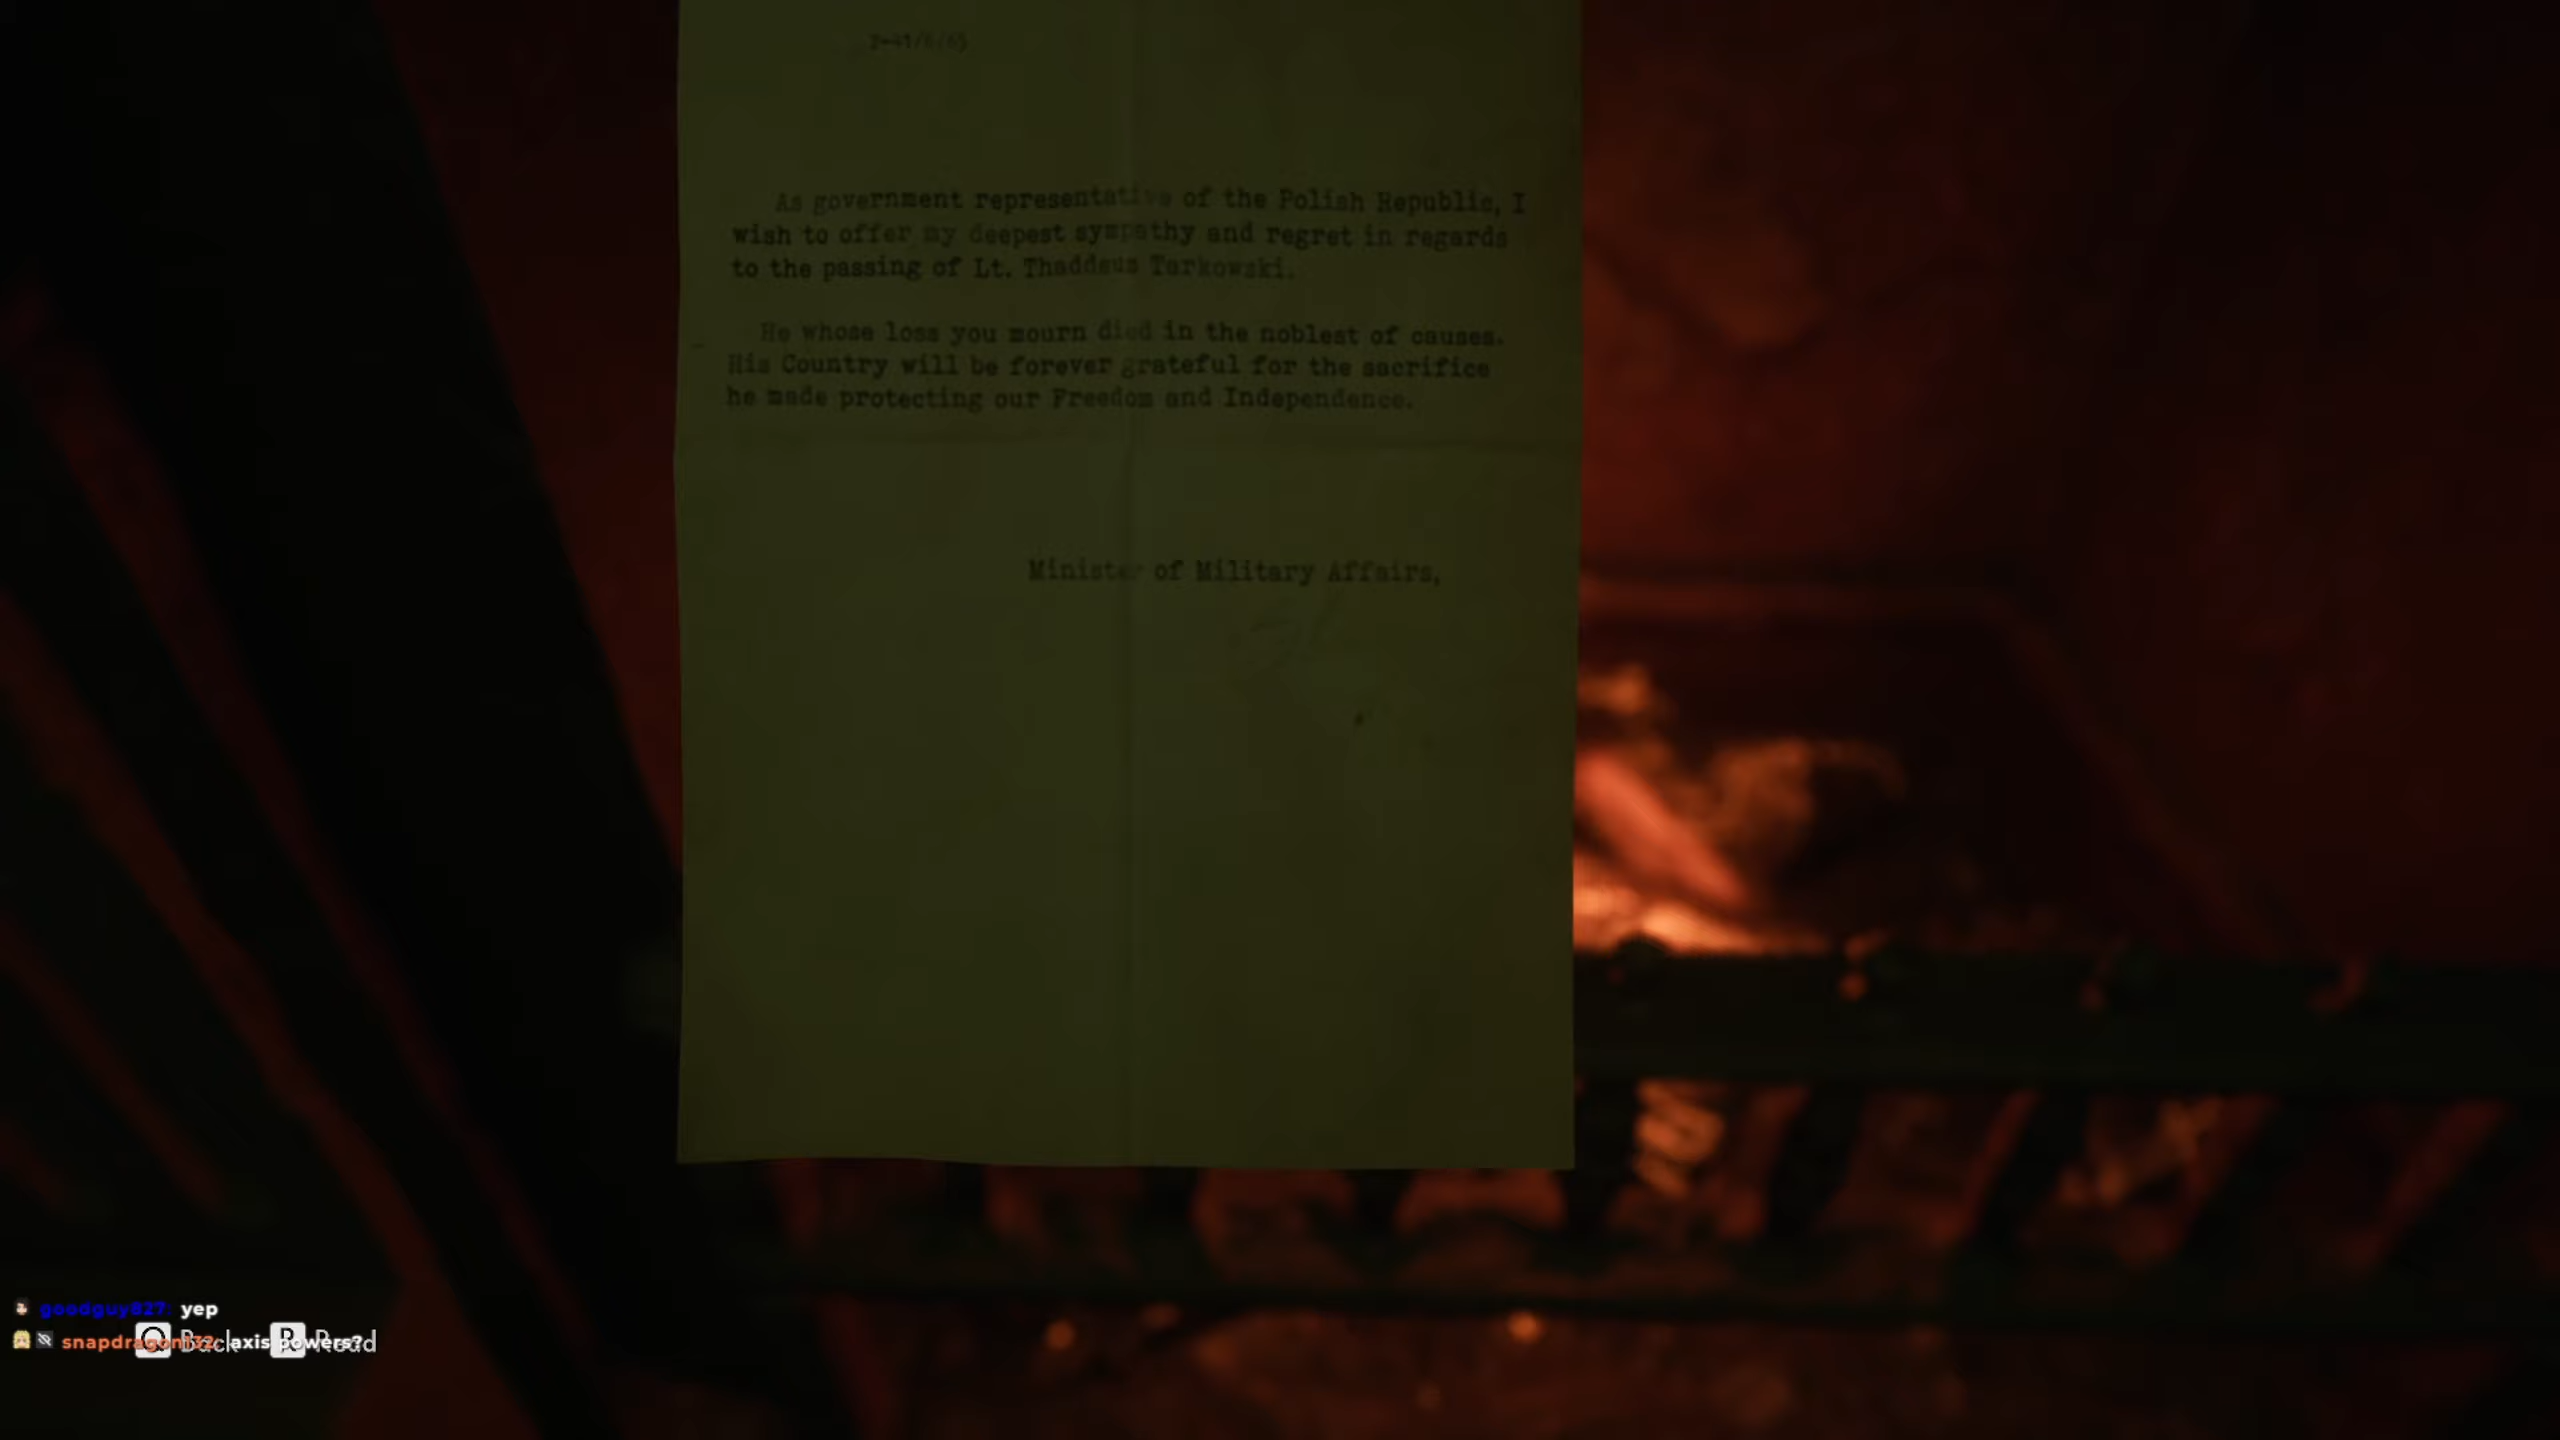 As government representative of the Polish Republic, I
wish to offer my deepest sympathy and regret in regards
to the passing of Lt. Thaddeus Tarkowski.
He whose loss you mourn died in the noblest of causes.
His Country will be forever grateful for the sacrifice
he made protecting our Freedom and Independence.
Minister of Military Affairs,
goodguy827: yep
snapdragon132: axis powers?
Q Back R Read